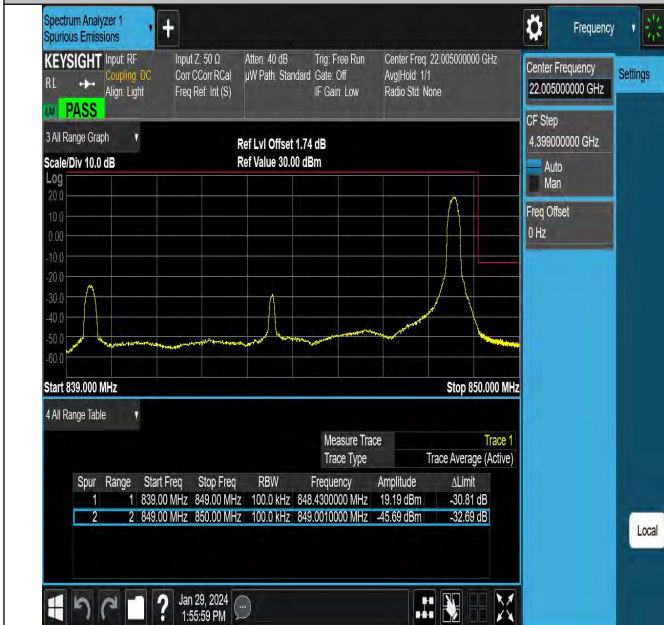 Spectrum Analyzer 1
Spurious Emissions
Frequency
KEYSIGHT Input: RF Input Z: 50 Ω Atten: 40 dB Trig: Free Run Center Freq: 22.005000000 GHz
RL Coupling: DC Corr CCorr RCal µW Path: Standard Gate: Off Avg|Hold: 1/1
Align: Light Freq Ref: Int (S) IF Gain: Low Radio Std: None
PASS
Center Frequency
22.005000000 GHz
Settings
CF Step
4.399000000 GHz
Auto
Man
Freq Offset
0 Hz
3 All Range Graph
Ref Lvl Offset 1.74 dB
Scale/Div 10.0 dB Ref Value 30.00 dBm
Log
20.0
10.0
0.00
-10.0
-20.0
-30.0
-40.0
-50.0
-60.0
Start 839.000 MHz Stop 850.000 MHz
4 All Range Table
Measure Trace Trace 1
Trace Type Trace Average (Active)
Spur Range Start Freq Stop Freq RBW Frequency Amplitude ΔLimit
1 1 839.00 MHz 849.00 MHz 100.0 kHz 848.4300000 MHz 19.19 dBm -30.81 dB
2 2 849.00 MHz 850.00 MHz 100.0 kHz 849.0010000 MHz -45.69 dBm -32.69 dB
Local
Jan 29, 2024
1:55:59 PM